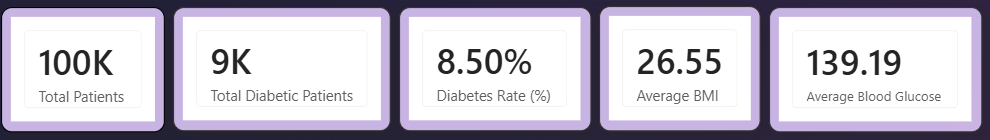 100K
Total Patients
9K
Total Diabetic Patients
8.50%
Diabetes Rate (%)
26.55
Average BMI
139.19
Average Blood Glucose